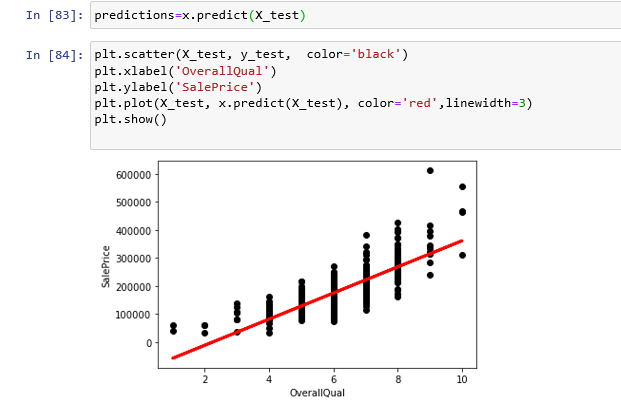 In [83]: predictions=x.predict(X_test)
In [84]: plt.scatter(X_test, y_test,  color='black')
plt.xlabel('OverallQual')
plt.ylabel('SalePrice')
plt.plot(X_test, x.predict(X_test), color='red',linewidth=3)
plt.show()
600000
500000
400000
300000
200000
100000
0
SalePrice
2 4 6 8 10
OverallQual